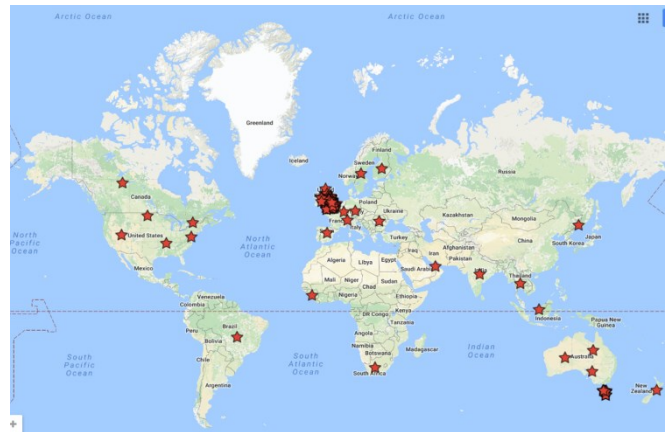 Arctic Ocean
Arctic Ocean
Greenland
Iceland
Finland
Sweden
Norway
Russia
Canada
Poland
Ukraine
France
Italy
Kazakhstan
Mongolia
North
Pacific
Ocean
United States
North
Atlantic
Ocean
Turkey
China
South Korea
Japan
Iraq
Iran
Afghanistan
Pakistan
Algeria
Libya
Egypt
Saudi Arabia
Mexico
Mali
Niger
Chad
Sudan
Thailand
Nigeria
Ethiopia
Venezuela
Colombia
DR Congo
Kenya
Tanzania
Indonesia
Papua New
Guinea
Brazil
Peru
Angola
Namibia
Botswana
Madagascar
Indian
Ocean
South
Pacific
Ocean
Chile
South
Atlantic
Ocean
South Africa
Australia
Argentina
New
Zealand